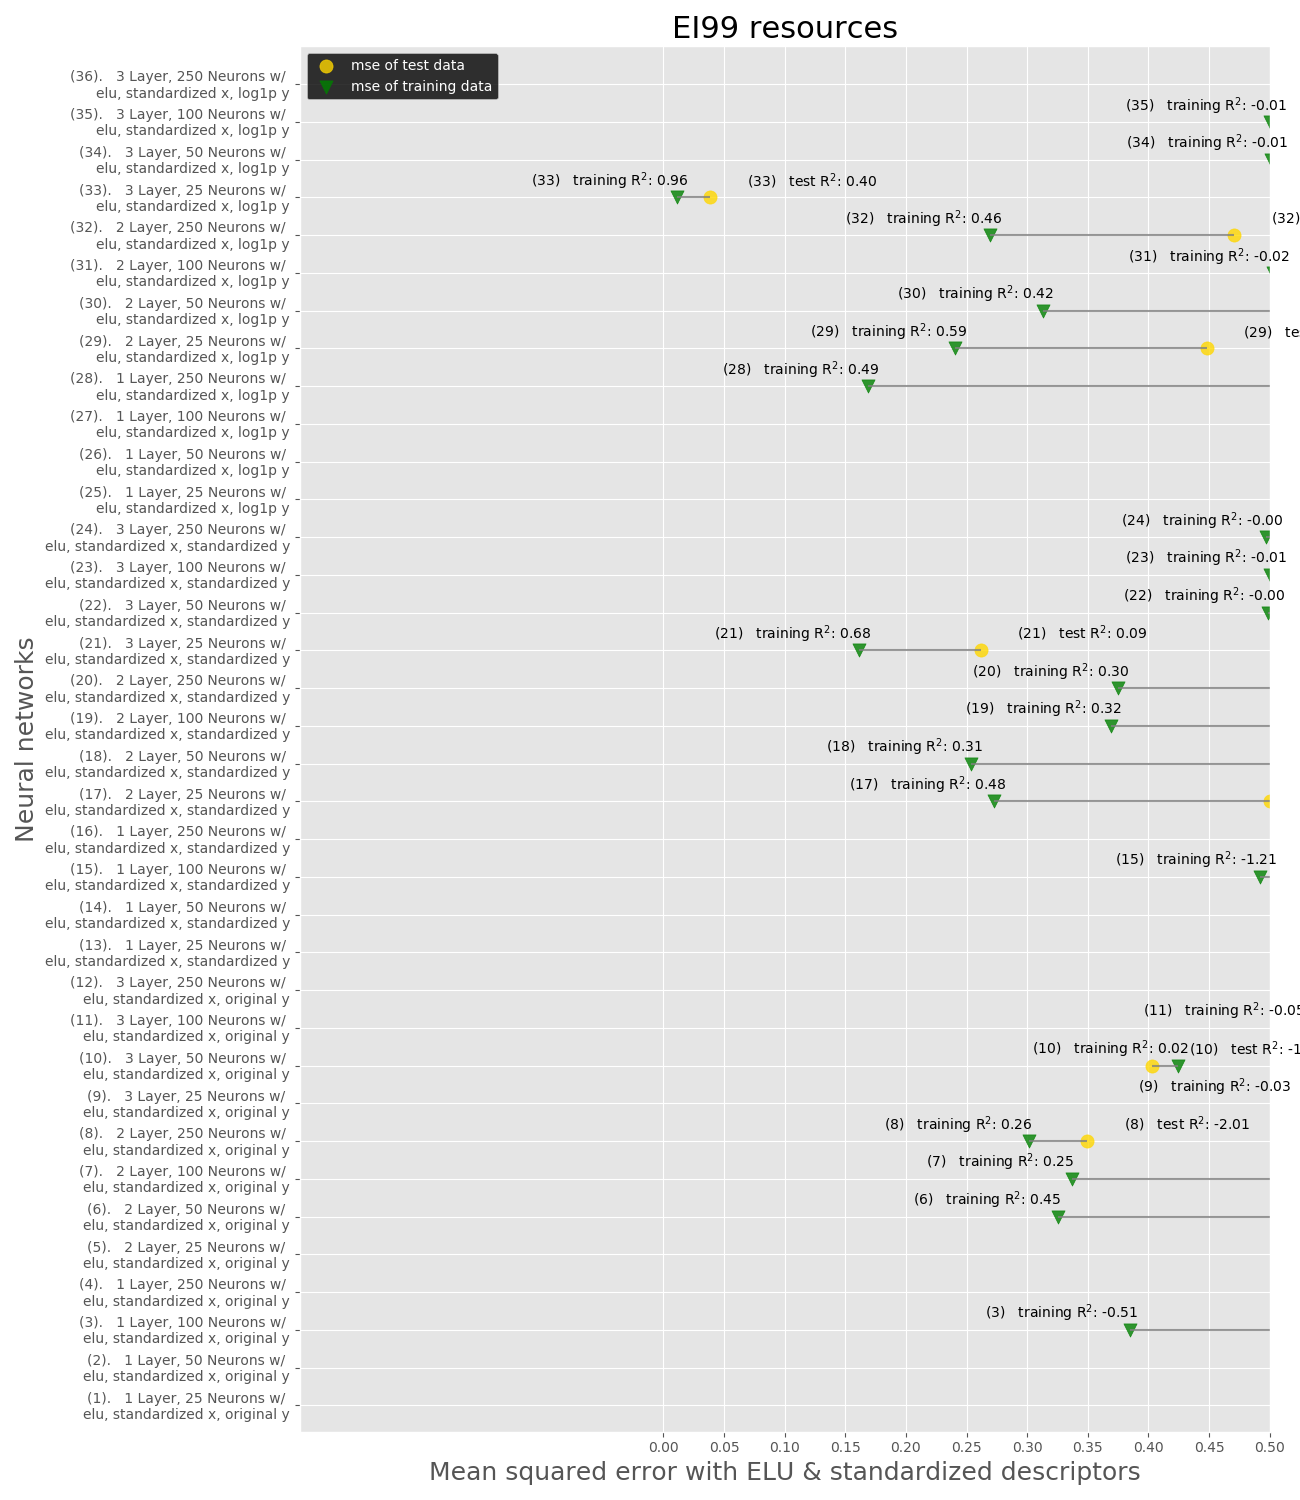 EI99 resources
mse of test data
mse of training data
(36).   3 Layer, 250 Neurons w/
elu, standardized x, log1p y
(35).   3 Layer, 100 Neurons w/
elu, standardized x, log1p y
(35)   training R²: -0.01
(34).   3 Layer, 50 Neurons w/
elu, standardized x, log1p y
(34)   training R²: -0.01
(33).   3 Layer, 25 Neurons w/
elu, standardized x, log1p y
(33)   training R²: 0.96
(33)   test R²: 0.40
(32).   2 Layer, 250 Neurons w/
elu, standardized x, log1p y
(32)   training R²: 0.46
(32)
(31).   2 Layer, 100 Neurons w/
elu, standardized x, log1p y
(31)   training R²: -0.02
(30).   2 Layer, 50 Neurons w/
elu, standardized x, log1p y
(30)   training R²: 0.42
(29).   2 Layer, 25 Neurons w/
elu, standardized x, log1p y
(29)   training R²: 0.59
(29)   te
(28).   1 Layer, 250 Neurons w/
elu, standardized x, log1p y
(28)   training R²: 0.49
(27).   1 Layer, 100 Neurons w/
elu, standardized x, log1p y
(26).   1 Layer, 50 Neurons w/
elu, standardized x, log1p y
(25).   1 Layer, 25 Neurons w/
elu, standardized x, log1p y
(24).   3 Layer, 250 Neurons w/
elu, standardized x, standardized y
(24)   training R²: -0.00
(23).   3 Layer, 100 Neurons w/
elu, standardized x, standardized y
(23)   training R²: -0.01
(22).   3 Layer, 50 Neurons w/
elu, standardized x, standardized y
(22)   training R²: -0.00
(21).   3 Layer, 25 Neurons w/
elu, standardized x, standardized y
(21)   training R²: 0.68
(21)   test R²: 0.09
(20).   2 Layer, 250 Neurons w/
elu, standardized x, standardized y
(20)   training R²: 0.30
(19).   2 Layer, 100 Neurons w/
elu, standardized x, standardized y
(19)   training R²: 0.32
(18).   2 Layer, 50 Neurons w/
elu, standardized x, standardized y
(18)   training R²: 0.31
(17).   2 Layer, 25 Neurons w/
elu, standardized x, standardized y
(17)   training R²: 0.48
(16).   1 Layer, 250 Neurons w/
elu, standardized x, standardized y
(15).   1 Layer, 100 Neurons w/
elu, standardized x, standardized y
(15)   training R²: -1.21
(14).   1 Layer, 50 Neurons w/
elu, standardized x, standardized y
(13).   1 Layer, 25 Neurons w/
elu, standardized x, standardized y
(12).   3 Layer, 250 Neurons w/
elu, standardized x, original y
(11).   3 Layer, 100 Neurons w/
elu, standardized x, original y
(11)   training R²: -0.05
(10).   3 Layer, 50 Neurons w/
elu, standardized x, original y
(10)   training R²: 0.02
(10)   test R²: -1
(9).   3 Layer, 25 Neurons w/
elu, standardized x, original y
(9)   training R²: -0.03
(8).   2 Layer, 250 Neurons w/
elu, standardized x, original y
(8)   training R²: 0.26
(8)   test R²: -2.01
(7).   2 Layer, 100 Neurons w/
elu, standardized x, original y
(7)   training R²: 0.25
(6).   2 Layer, 50 Neurons w/
elu, standardized x, original y
(6)   training R²: 0.45
(5).   2 Layer, 25 Neurons w/
elu, standardized x, original y
(4).   1 Layer, 250 Neurons w/
elu, standardized x, original y
(3).   1 Layer, 100 Neurons w/
elu, standardized x, original y
(3)   training R²: -0.51
(2).   1 Layer, 50 Neurons w/
elu, standardized x, original y
(1).   1 Layer, 25 Neurons w/
elu, standardized x, original y
Neural networks
0.00 0.05 0.10 0.15 0.20 0.25 0.30 0.35 0.40 0.45 0.50
Mean squared error with ELU & standardized descriptors